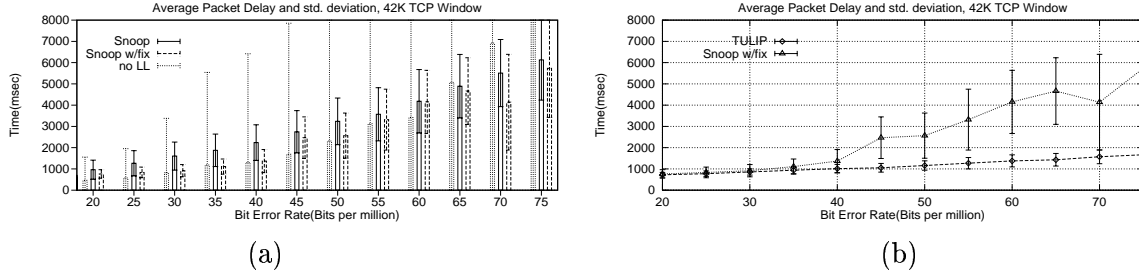 Average Packet Delay and std. deviation, 42K TCP Window
8000
7000
6000
5000
4000
3000
2000
1000
0
Time(msec)
Snoop
Snoop w/fix
no LL
20 25 30 35 40 45 50 55 60 65 70 75
Bit Error Rate(Bits per million)
(a)
Average Packet Delay and std. deviation, 42K TCP Window
8000
7000
6000
5000
4000
3000
2000
1000
0
Time(msec)
TULIP
Snoop w/fix
20 30 40 50 60 70
Bit Error Rate(Bits per million)
(b)